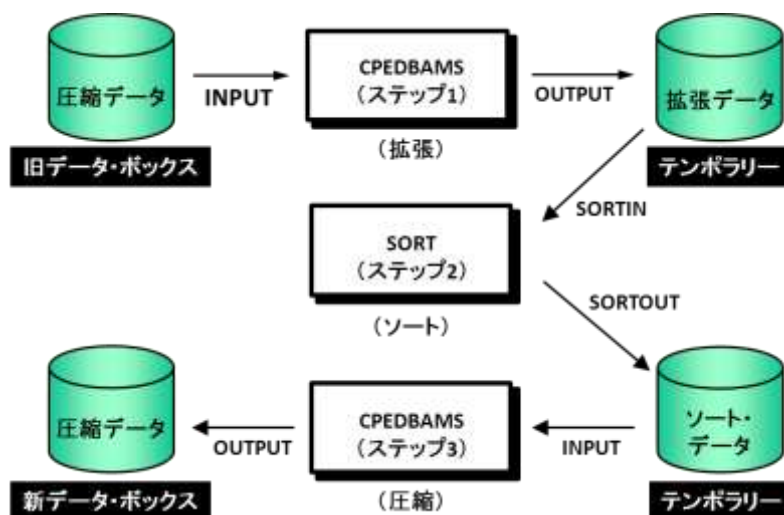 圧縮データ
旧データ・ボックス
INPUT
CPEDBAMS
(ステップ1)
(拡張)
OUTPUT
拡張データ
テンポラリー
SORTIN
SORT
(ステップ2)
(ソート)
SORTOUT
ソート・
データ
テンポラリー
INPUT
CPEDBAMS
(ステップ3)
(圧縮)
OUTPUT
圧縮データ
新データ・ボックス